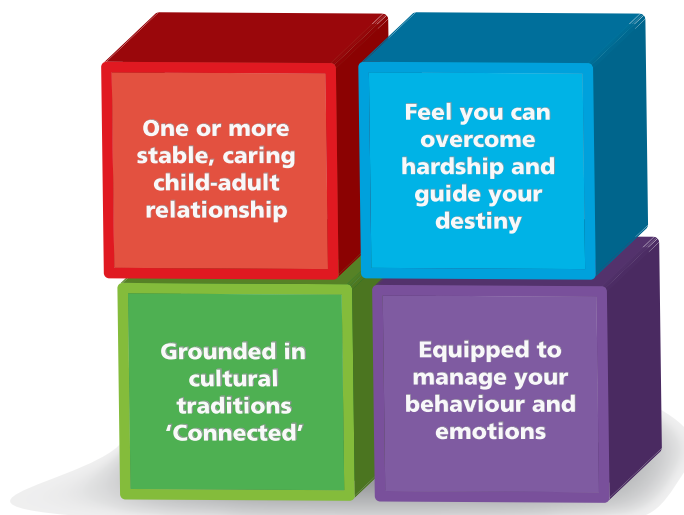 One or more
stable, caring
child-adult
relationship
Feel you can
overcome
hardship and
guide your
destiny
Grounded in
cultural
traditions
‘Connected’
Equipped to
manage your
behaviour and
emotions